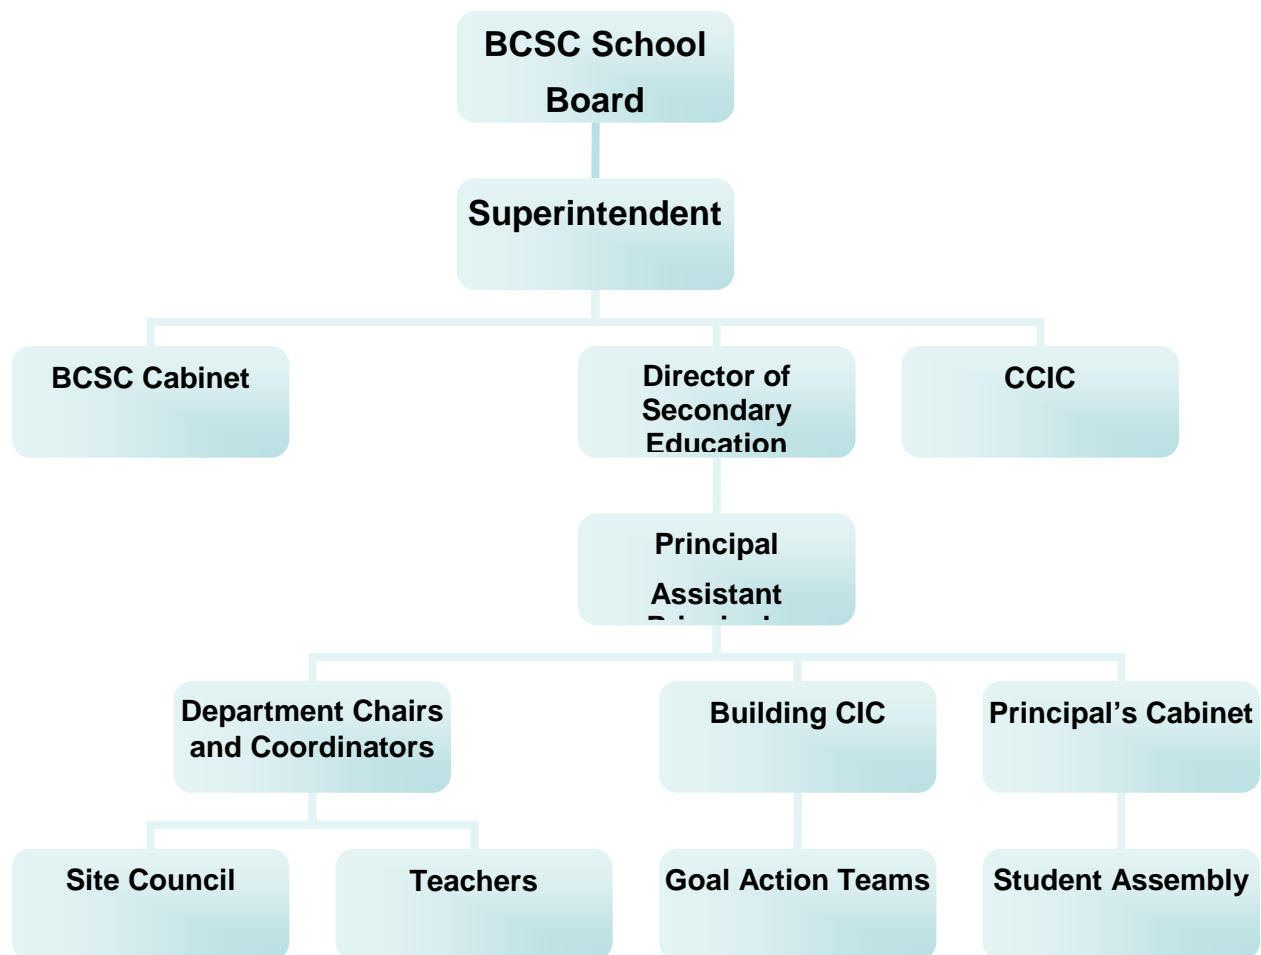 BCSC School
Board
Superintendent
BCSC Cabinet
Director of
Secondary
Education
CCIC
Principal
Assistant
Department Chairs
and Coordinators
Building CIC
Principal’s Cabinet
Site Council
Teachers
Goal Action Teams
Student Assembly